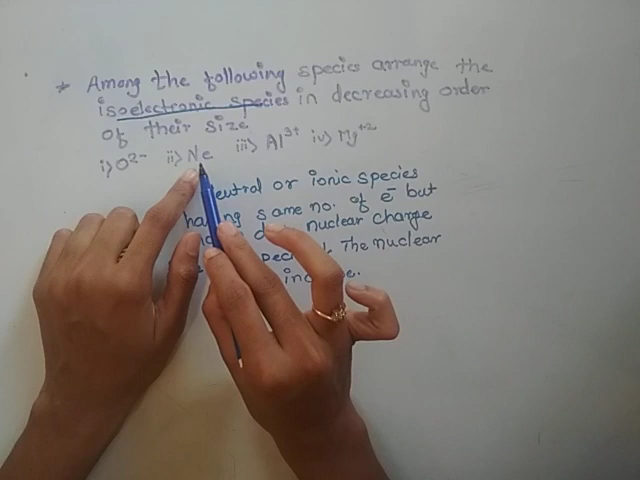 * Among the following species arrange the
isoelectronic species in decreasing order
of their size
i) O²⁻ ii) Ne iii) Al³⁺ iv) Mg⁺²
neutral or ionic species
having same no. of e⁻ but
nuclear charge
The nuclear